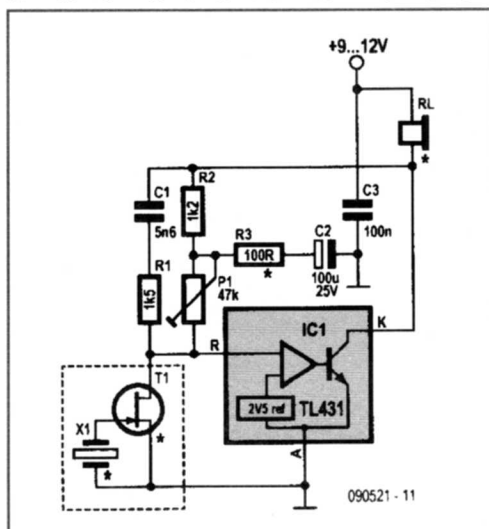 +9...12V
RL
*
C1
5n6
R2
1k2
C3
100n
R3
100R
*
C2
100u
25V
R1
1k5
P1
47k
IC1
K
R
2V5 ref
TL431
A
T1
*
X1
*
090521 - 11